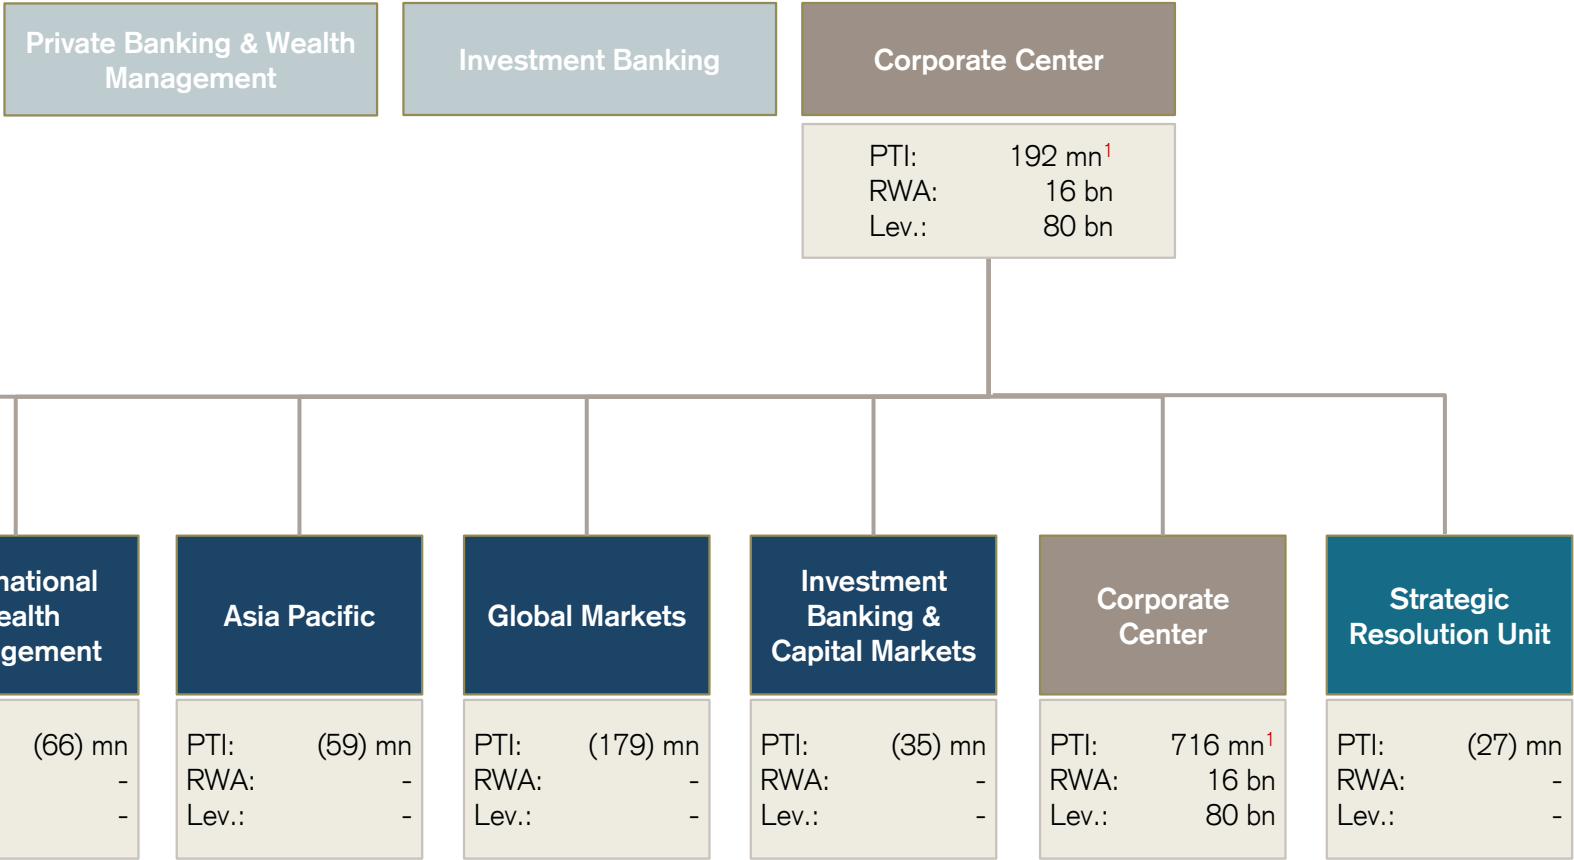 Private Banking & Wealth
Management
Investment Banking
Corporate Center
PTI: 192 mn1
RWA: 16 bn
Lev.: 80 bn
Asia Pacific
Global Markets
Investment
Banking &
Capital Markets
Corporate
Center
Strategic
Resolution Unit
(66) mn
-
-
PTI: (59) mn
RWA: -
Lev.: -
PTI: (179) mn
RWA: -
Lev.: -
PTI: (35) mn
RWA: -
Lev.: -
PTI: 716 mn1
RWA: 16 bn
Lev.: 80 bn
PTI: (27) mn
RWA: -
Lev.: -